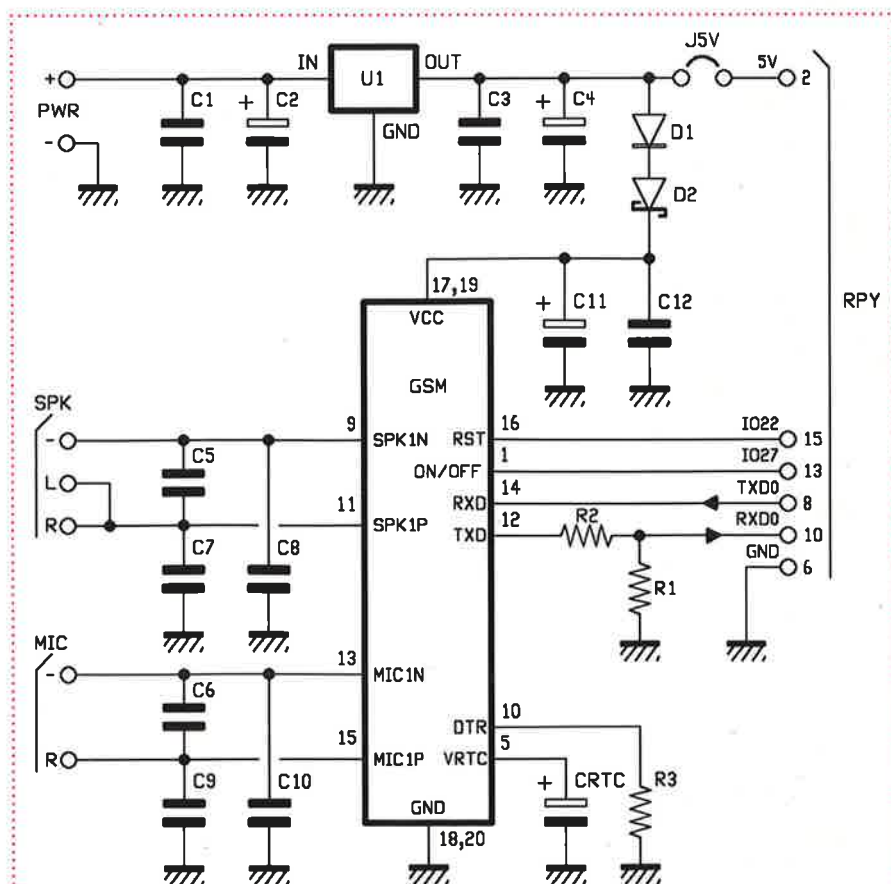 J5V
IN U1 OUT 5V
+ 2
PWR C1 + C2 C3 + C4
GND
- D1
D2
17,19
VCC + C11 C12 RPY
GSM
SPK 16 IO22
- 9 SPK1N RST 15
C5 1 IO27
ON/OFF 13
L 14 TXD0
RXD 8
11 12 R2 RXD0
R SPK1P TXD 10
GND
C7 C8 6
R1
MIC
- 13 MIC1N
C6 10
DTR
15 5
R MIC1P VRTC
C9 C10 + CRTC R3
GND
18,20